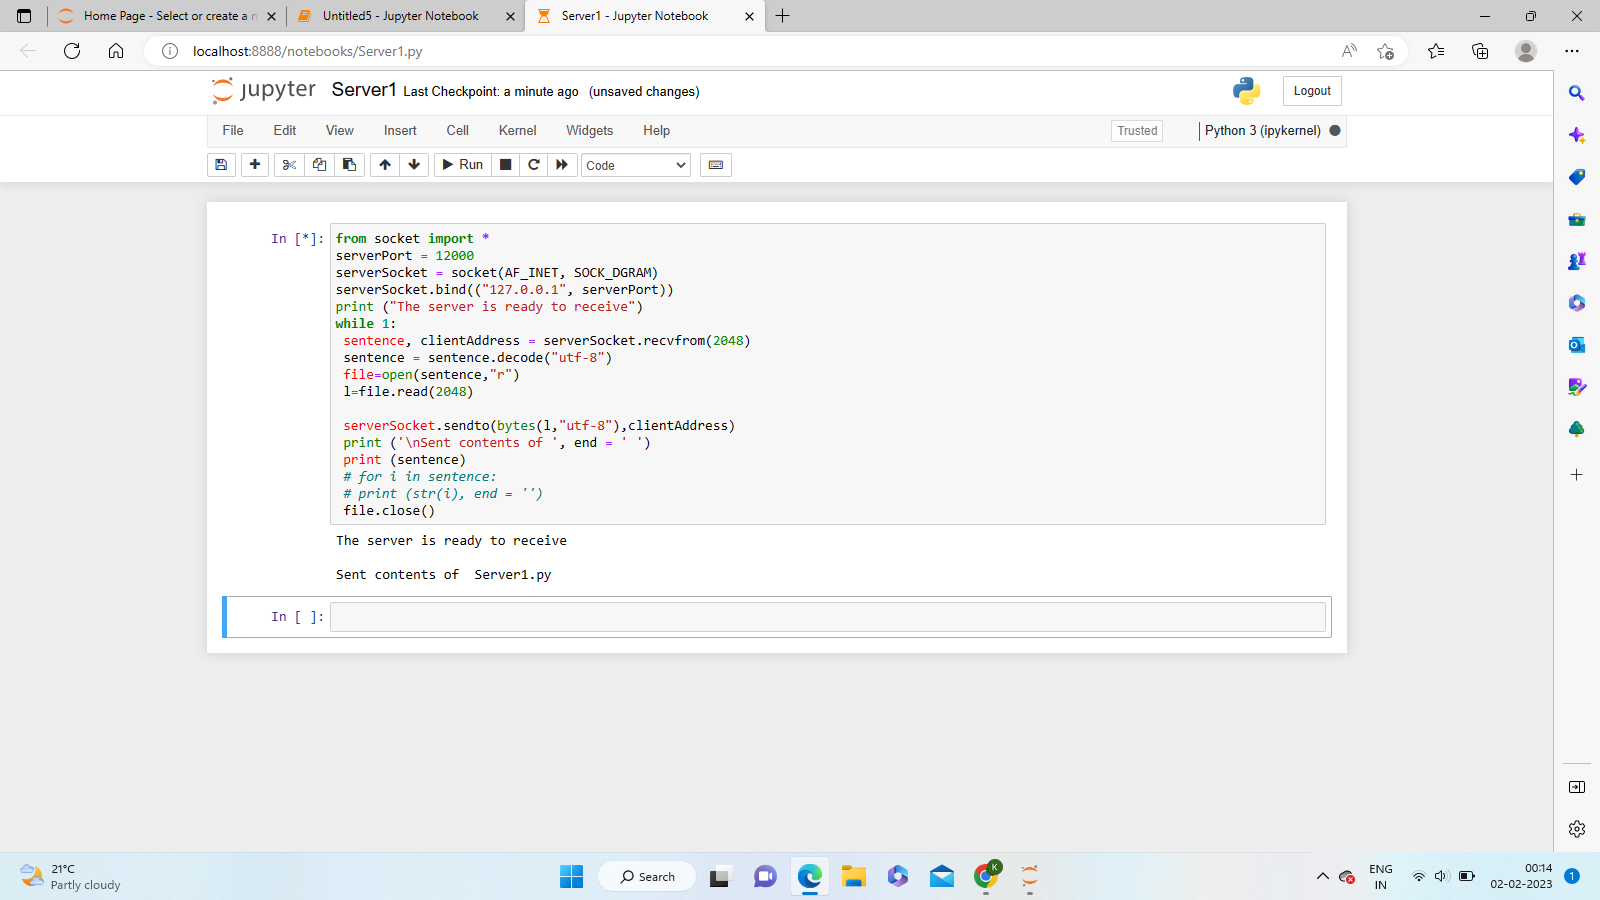 Home Page - Select or create a n
Untitled5 - Jupyter Notebook
Server1 - Jupyter Notebook
localhost:8888/notebooks/Server1.py
jupyter Server1 Last Checkpoint: a minute ago (unsaved changes)
Logout
File Edit View Insert Cell Kernel Widgets Help
Trusted
Python 3 (ipykernel)
Run
Code
In [*]:
from socket import *
serverPort = 12000
serverSocket = socket(AF_INET, SOCK_DGRAM)
serverSocket.bind(("127.0.0.1", serverPort))
print ("The server is ready to receive")
while 1:
 sentence, clientAddress = serverSocket.recvfrom(2048)
 sentence = sentence.decode("utf-8")
 file=open(sentence,"r")
 l=file.read(2048)

 serverSocket.sendto(bytes(l,"utf-8"),clientAddress)
 print ('\nSent contents of ', end = ' ')
 print (sentence)
 # for i in sentence:
 # print (str(i), end = '')
 file.close()
The server is ready to receive
Sent contents of  Server1.py
In [ ]:
21°C
Partly cloudy
Search
K
ENG
IN
00:14
02-02-2023
1